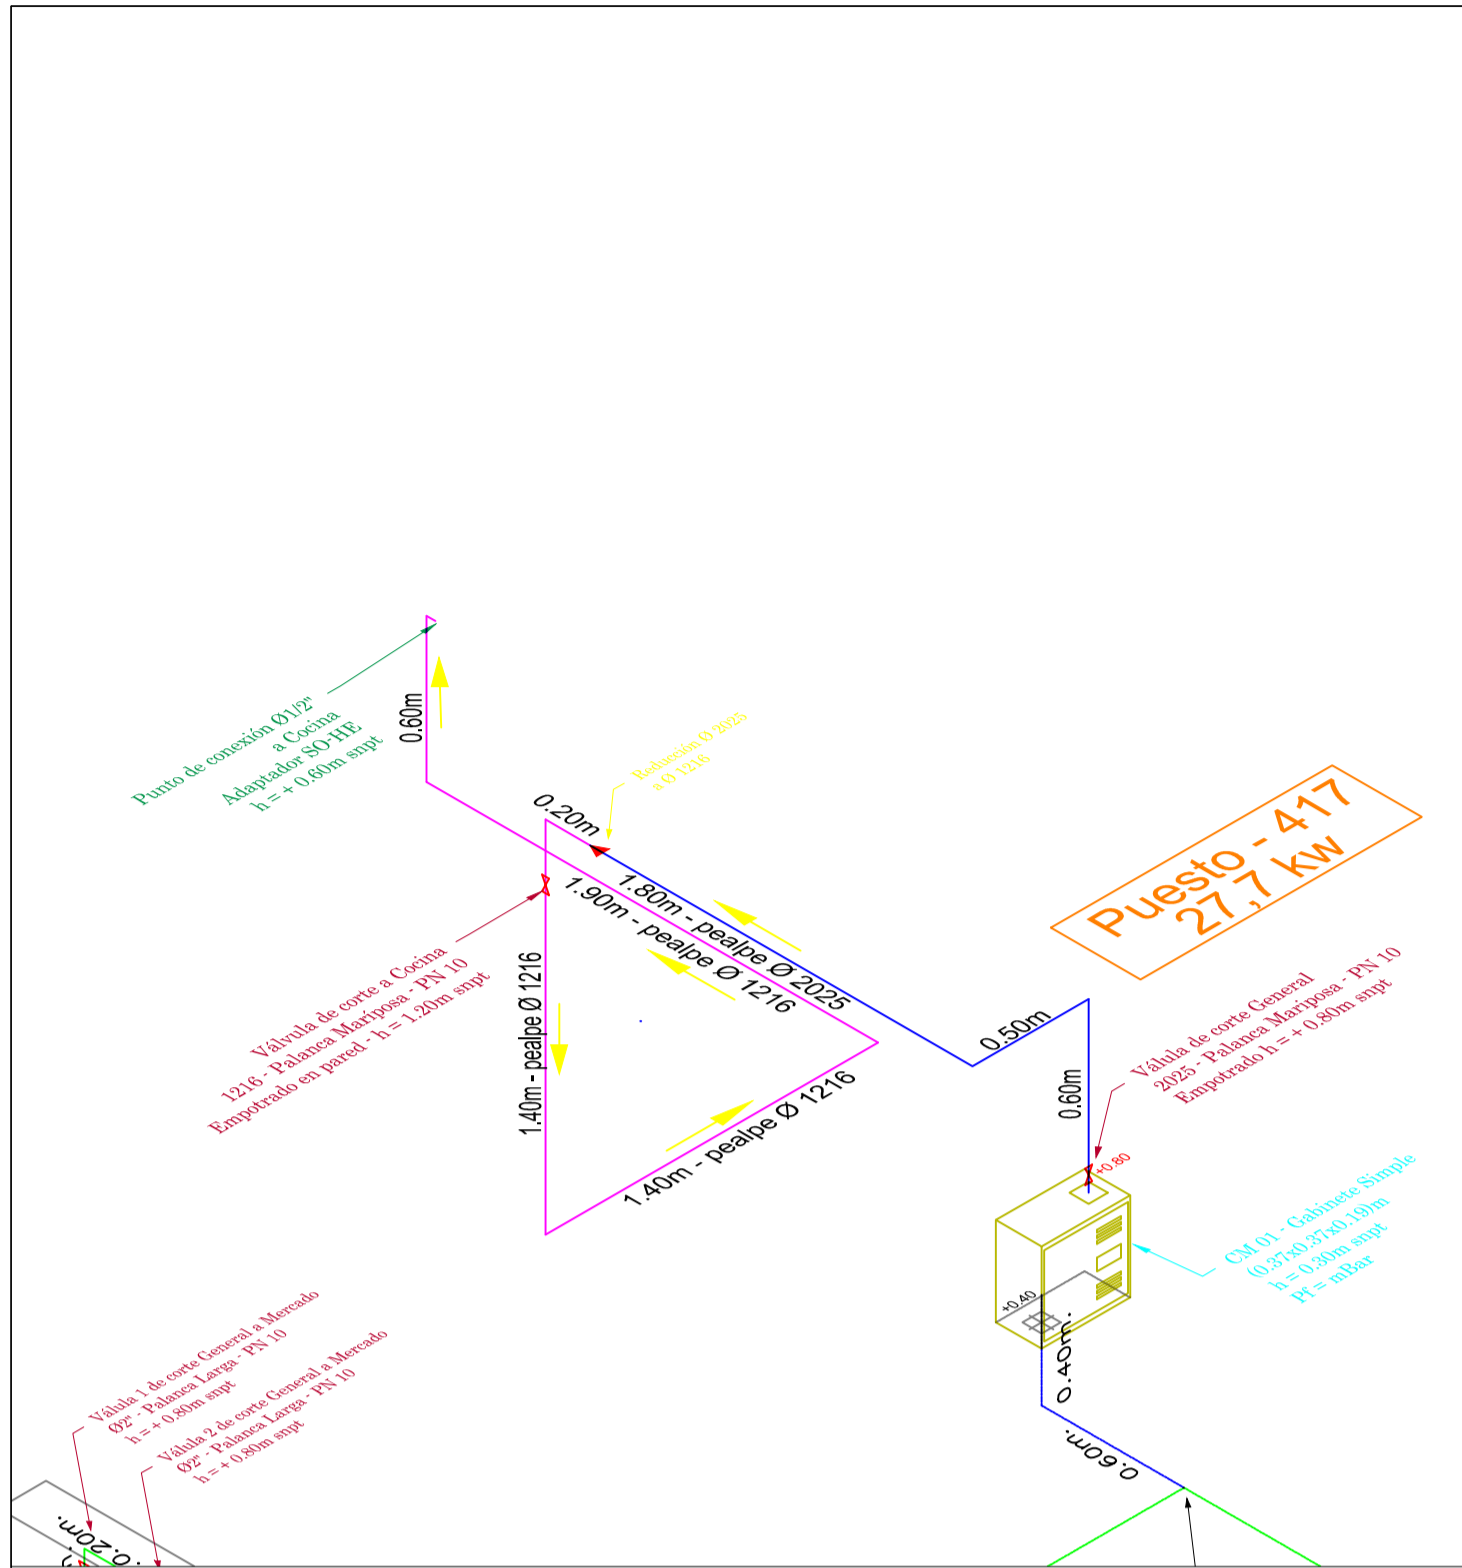 Punto de conexión Ø1/2"
a Cocina
Adaptador SO-HE
h = + 0.60m snpt
0.60m
Reducción Ø 2025
a Ø 1216
0.20m
1.80m - pealpe Ø 2025
1.90m - pealpe Ø 1216
Puesto - 417
27,7 kw
Válvula de corte a Cocina
1216 - Palanca Mariposa - PN 10
Empotrado en pared - h = 1.20m snpt
1.40m - pealpe Ø 1216
1.40m - pealpe Ø 1216
0.50m
0.60m
Válula de corte General
2025 - Palanca Mariposa - PN 10
Empotrado h = + 0.80m snpt
+0.80
CM 01 - Gabinete Simple
(0.37x0.37x0.19)m
h = 0.30m snpt
Pf = mBar
+0.40
0.40m.
0.60m.
Válula 1 de corte General a Mercado
Ø2" - Palanca Larga - PN 10
h = + 0.80m snpt
Válula 2 de corte General a Mercado
Ø2" - Palanca Larga - PN 10
h = + 0.80m snpt
0.20m.
0.20m.